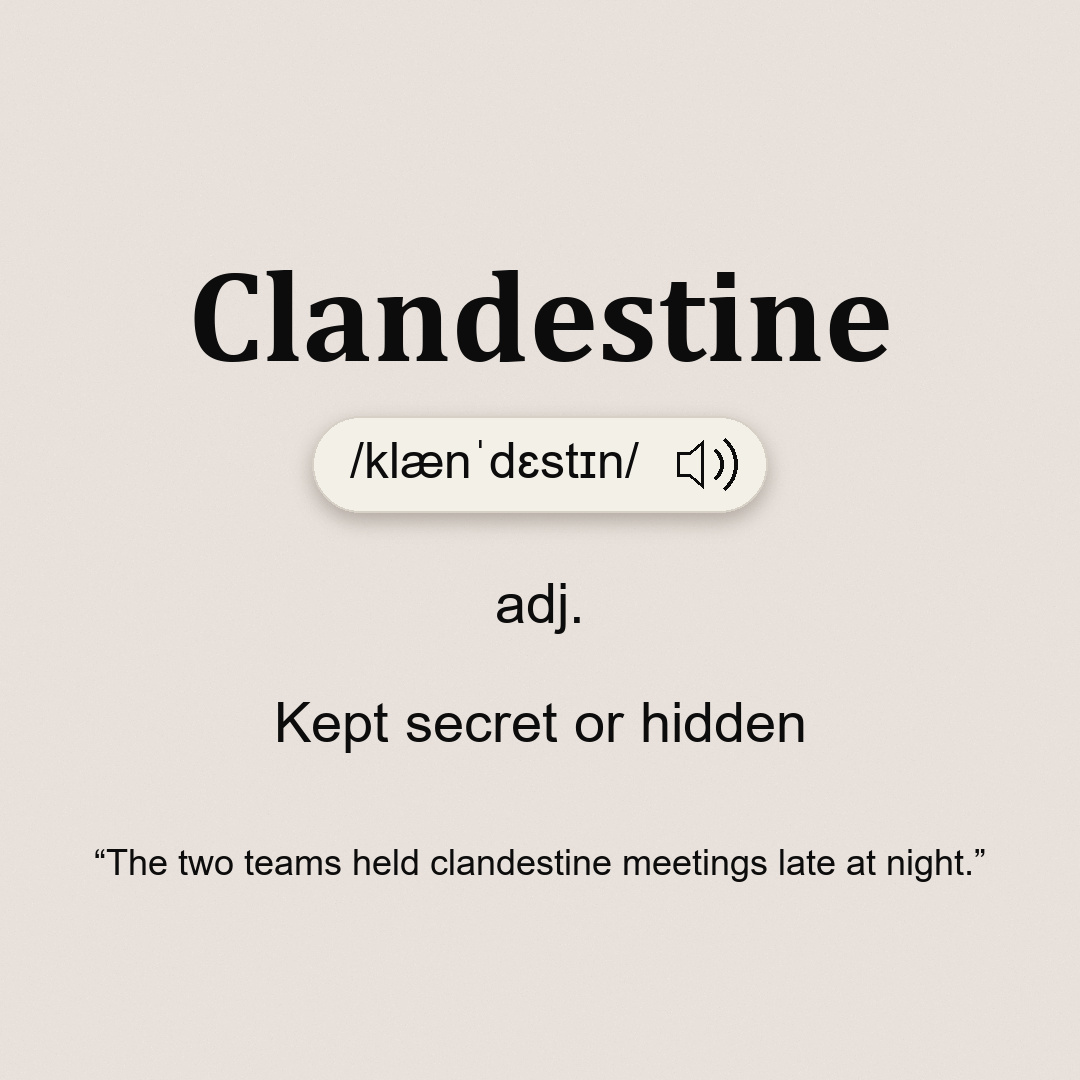 Clandestine
/klænˈdɛstɪn/
adj.
Kept secret or hidden
“The two teams held clandestine meetings late at night.”